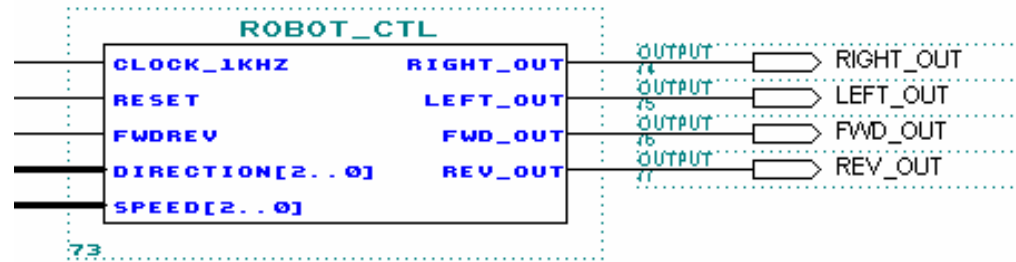 ROBOT_CTL
CLOCK_1KHZ RIGHT_OUT OUTPUT 74 RIGHT_OUT
RESET LEFT_OUT OUTPUT 75 LEFT_OUT
FWDREV FWD_OUT OUTPUT 76 FWD_OUT
DIRECTION[2..0] REV_OUT OUTPUT 77 REV_OUT
SPEED[2..0]
73